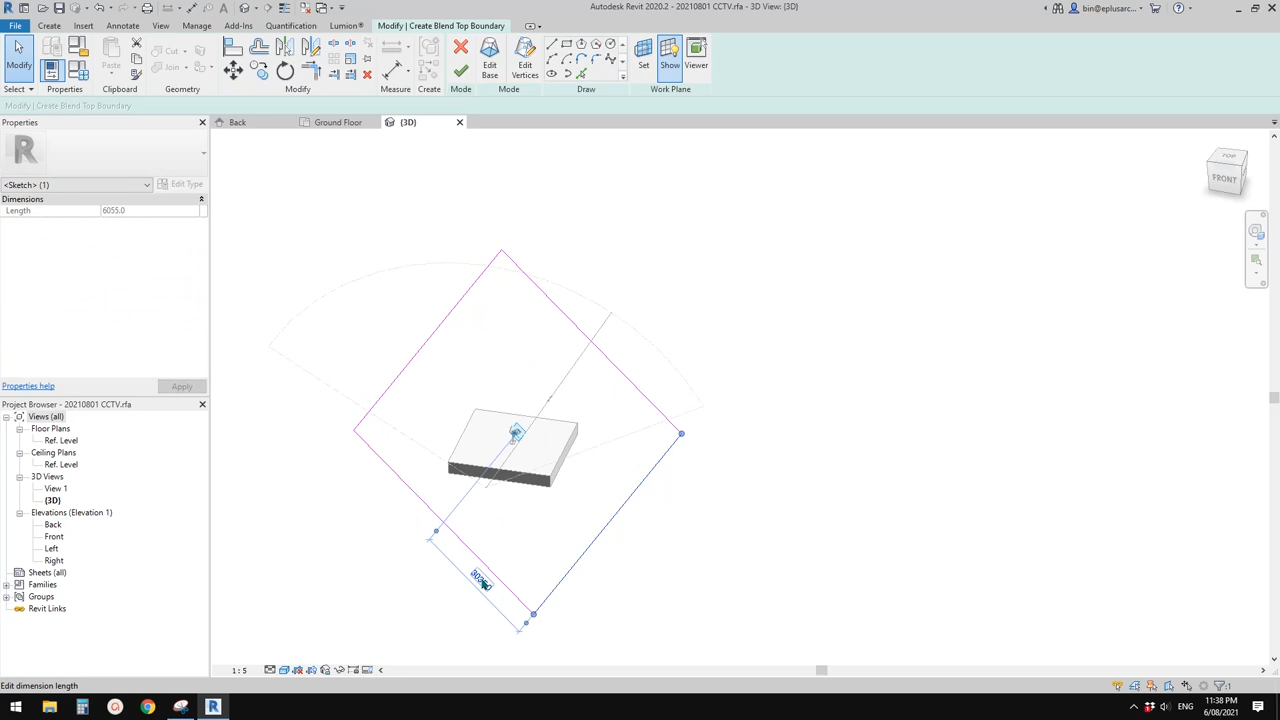 Autodesk Revit 2020.2 - 20210801 CCTV.rfa - 3D View: {3D}
bin@eplusarc...
File Create Insert Annotate View Manage Add-Ins Quantification Lumion® Modify | Create Blend Top Boundary
Modify
Paste
Cut
Join
Edit Base
Edit Vertices
Set Show Viewer
Select Properties Clipboard Geometry Modify Measure Create Mode Mode Draw Work Plane
Modify | Create Blend Top Boundary
Properties
Back
Ground Floor
{3D}
<Sketch> (1)
Edit Type
Dimensions
Length 6055.0
TOP
FRONT
Properties help
Apply
Project Browser - 20210801 CCTV.rfa
Views (all)
Floor Plans
Ref. Level
Ceiling Plans
Ref. Level
3D Views
View 1
{3D}
Elevations (Elevation 1)
Back
Front
Left
Right
Sheets (all)
Families
Groups
Revit Links
1 : 5
Edit dimension length
:1
ENG
11:38 PM
6/08/2021